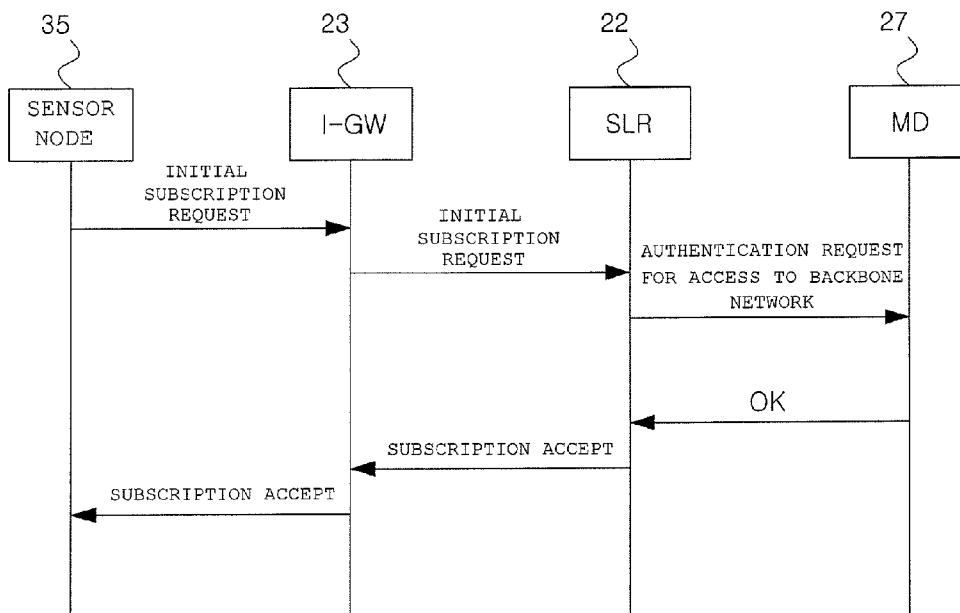 35
23
22
27
SENSOR
NODE
I-GW
SLR
MD
INITIAL
SUBSCRIPTION
REQUEST
INITIAL
SUBSCRIPTION
REQUEST
AUTHENTICATION REQUEST
FOR ACCESS TO BACKBONE
NETWORK
OK
SUBSCRIPTION ACCEPT
SUBSCRIPTION ACCEPT